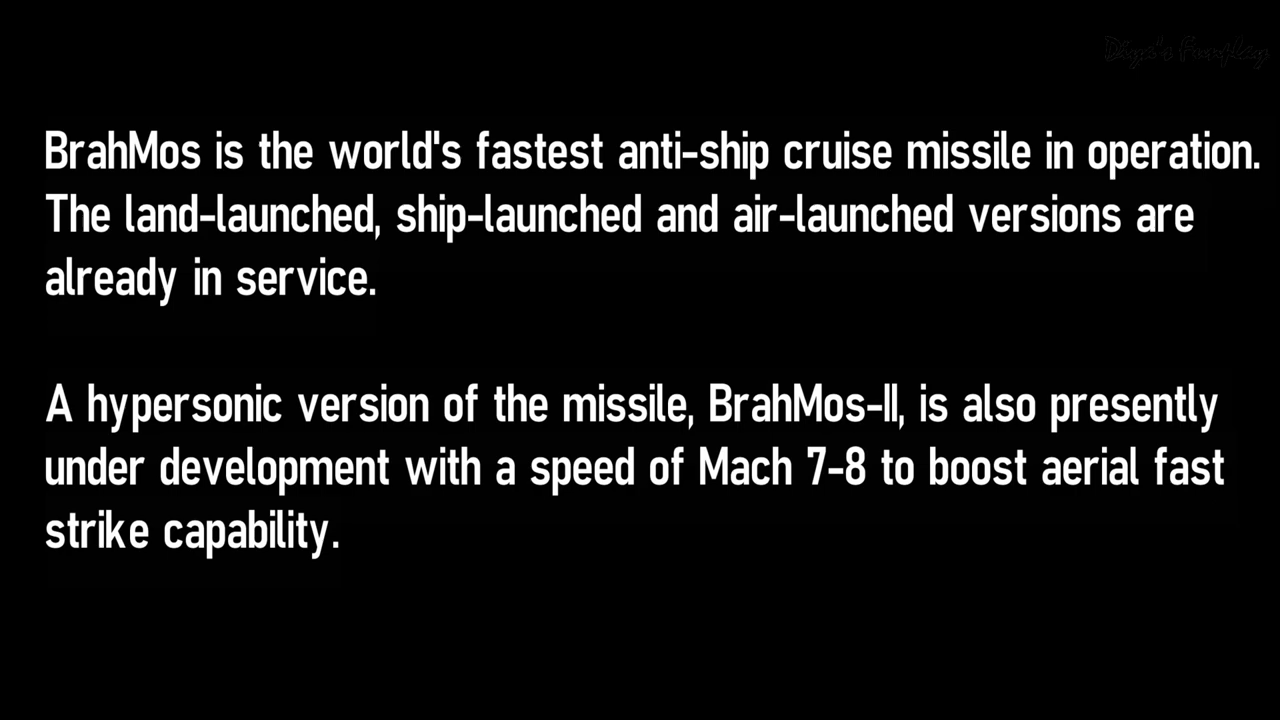 Diya's Funplay
BrahMos is the world's fastest anti-ship cruise missile in operation.
The land-launched, ship-launched and air-launched versions are
already in service.
A hypersonic version of the missile, BrahMos-II, is also presently
under development with a speed of Mach 7-8 to boost aerial fast
strike capability.